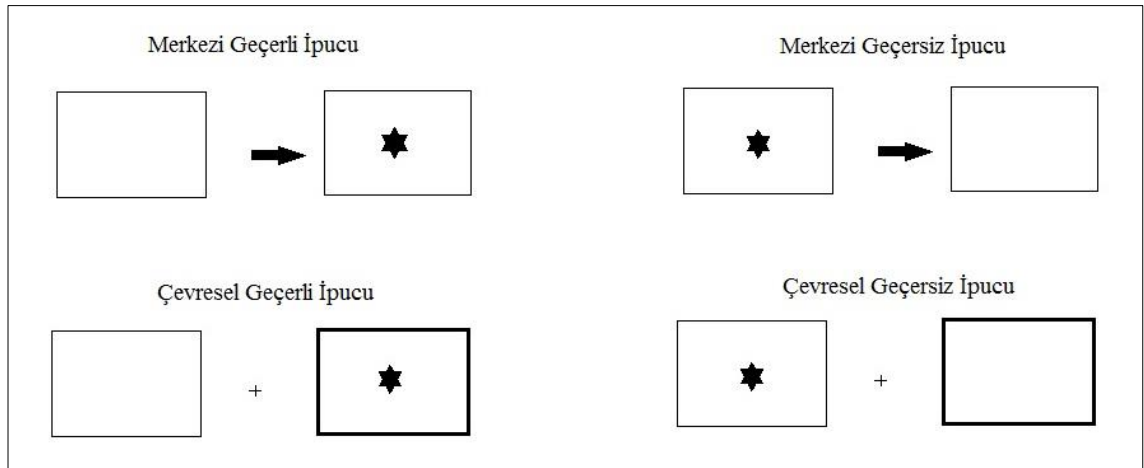 Merkezi Geçerli İpucu
Merkezi Geçersiz İpucu
Çevresel Geçerli İpucu
Çevresel Geçersiz İpucu
+
+